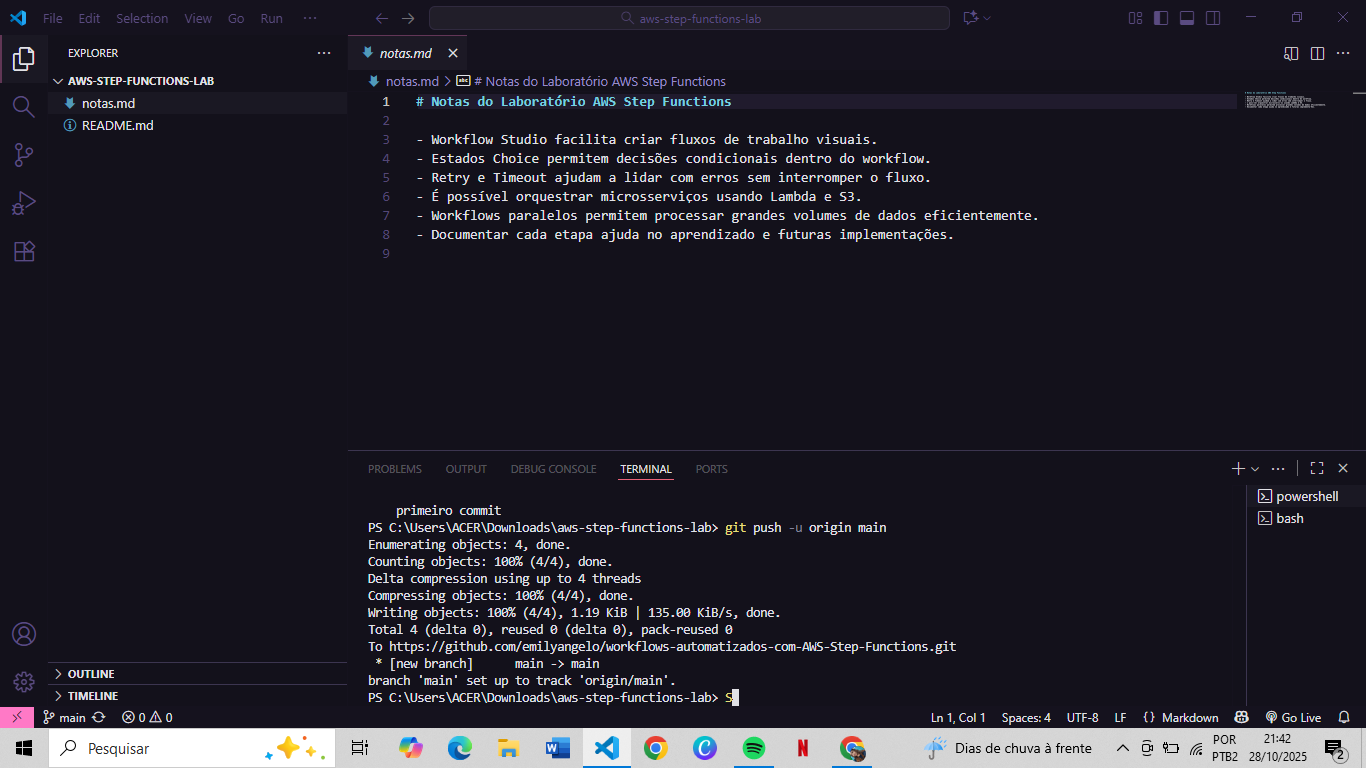 File Edit Selection View Go Run ···
aws-step-functions-lab
EXPLORER
AWS-STEP-FUNCTIONS-LAB
notas.md
README.md
OUTLINE
TIMELINE
notas.md
notas.md > # Notas do Laboratório AWS Step Functions
1 # Notas do Laboratório AWS Step Functions
2
3 - Workflow Studio facilita criar fluxos de trabalho visuais.
4 - Estados Choice permitem decisões condicionais dentro do workflow.
5 - Retry e Timeout ajudam a lidar com erros sem interromper o fluxo.
6 - É possível orquestrar microsserviços usando Lambda e S3.
7 - Workflows paralelos permitem processar grandes volumes de dados eficientemente.
8 - Documentar cada etapa ajuda no aprendizado e futuras implementações.
9
PROBLEMS OUTPUT DEBUG CONSOLE TERMINAL PORTS
primeiro commit
PS C:\Users\ACER\Downloads\aws-step-functions-lab> git push -u origin main
Enumerating objects: 4, done.
Counting objects: 100% (4/4), done.
Delta compression using up to 4 threads
Compressing objects: 100% (4/4), done.
Writing objects: 100% (4/4), 1.19 KiB | 135.00 KiB/s, done.
Total 4 (delta 0), reused 0 (delta 0), pack-reused 0
To https://github.com/emilyangelo/workflows-automatizados-com-AWS-Step-Functions.git
* [new branch] main -> main
branch 'main' set up to track 'origin/main'.
PS C:\Users\ACER\Downloads\aws-step-functions-lab> S
powershell
bash
main 0 0 Ln 1, Col 1 Spaces: 4 UTF-8 LF {} Markdown Go Live
Pesquisar
Dias de chuva à frente
POR
PTB2
21:42
28/10/2025
2